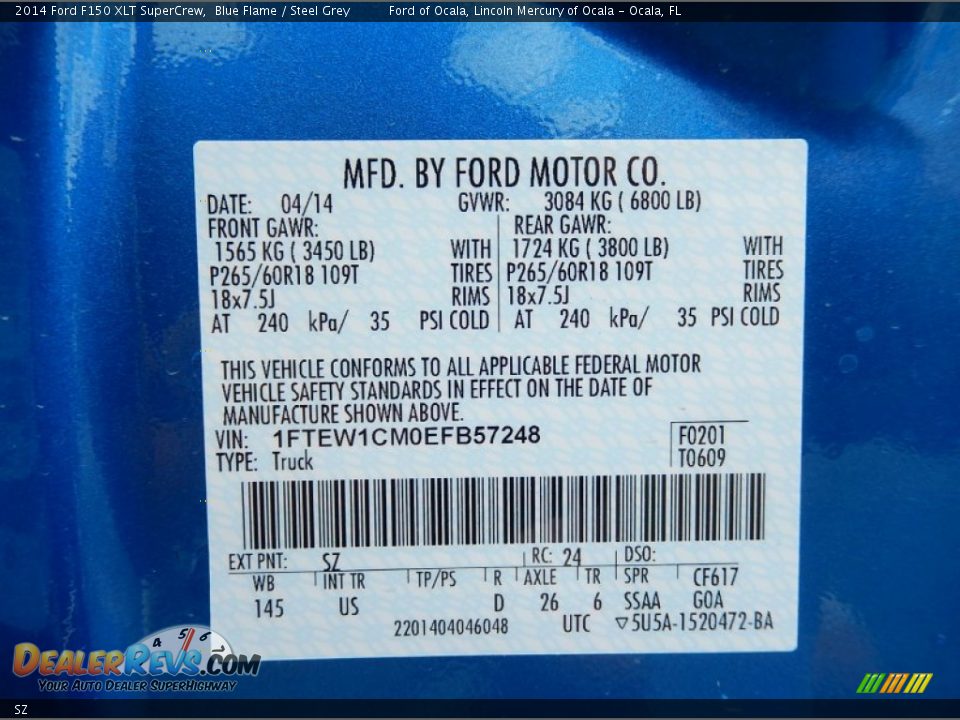 2014 Ford F150 XLT SuperCrew, Blue Flame / Steel Grey Ford of Ocala, Lincoln Mercury of Ocala - Ocala, FL
MFD. BY FORD MOTOR CO.
DATE: 04/14 GVWR: 3084 KG ( 6800 LB)
FRONT GAWR: REAR GAWR:
1565 KG ( 3450 LB) WITH 1724 KG ( 3800 LB) WITH
P265/60R18 109T TIRES P265/60R18 109T TIRES
18x7.5J RIMS 18x7.5J RIMS
AT 240 kPa/ 35 PSI COLD AT 240 kPa/ 35 PSI COLD
THIS VEHICLE CONFORMS TO ALL APPLICABLE FEDERAL MOTOR
VEHICLE SAFETY STANDARDS IN EFFECT ON THE DATE OF
MANUFACTURE SHOWN ABOVE.
VIN: 1FTEW1CM0EFB57248 F0201
TYPE: Truck T0609
EXT PNT: SZ RC: 24 DSO:
WB INT TR TP/PS R AXLE TR SPR CF617
145 US D 26 6 SSAA GOA
2201404046048 UTC ▽5U5A-1520472-BA
4 5 6
DEALERREVS.COM
YOUR AUTO DEALER SUPERHIGHWAY
SZ